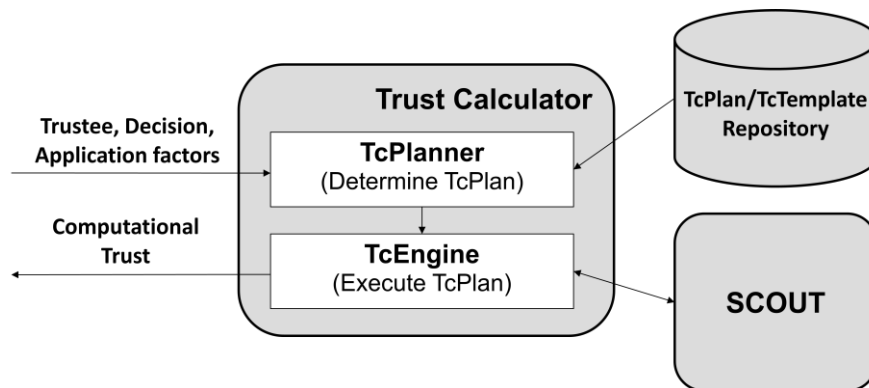 Trust Calculator
Trustee, Decision,
Application factors
TcPlanner
(Determine TcPlan)
TcPlan/TcTemplate
Repository
Computational
Trust
TcEngine
(Execute TcPlan)
SCOUT